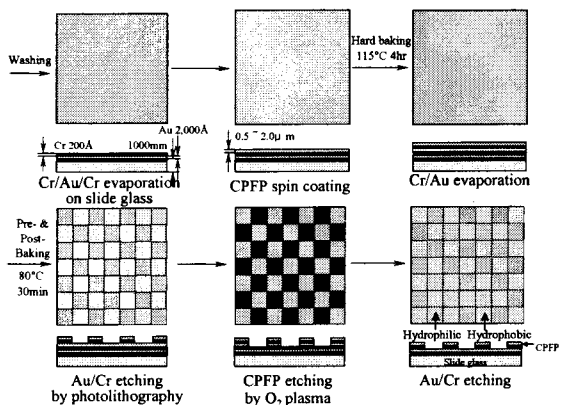 Washing
Hard baking
115°C 4hr
Cr 200Å
1000mm
Au 2,000Å
0.5 ~ 2.0μ m
Cr/Au/Cr evaporation
on slide glass
CPFP spin coating
Cr/Au evaporation
Pre- &
Post-
Baking
80°C
30min
Hydrophilic
Hydrophobic
CPFP
Slide glass
Au/Cr etching
by photolithography
CPFP etching
by O₂ plasma
Au/Cr etching